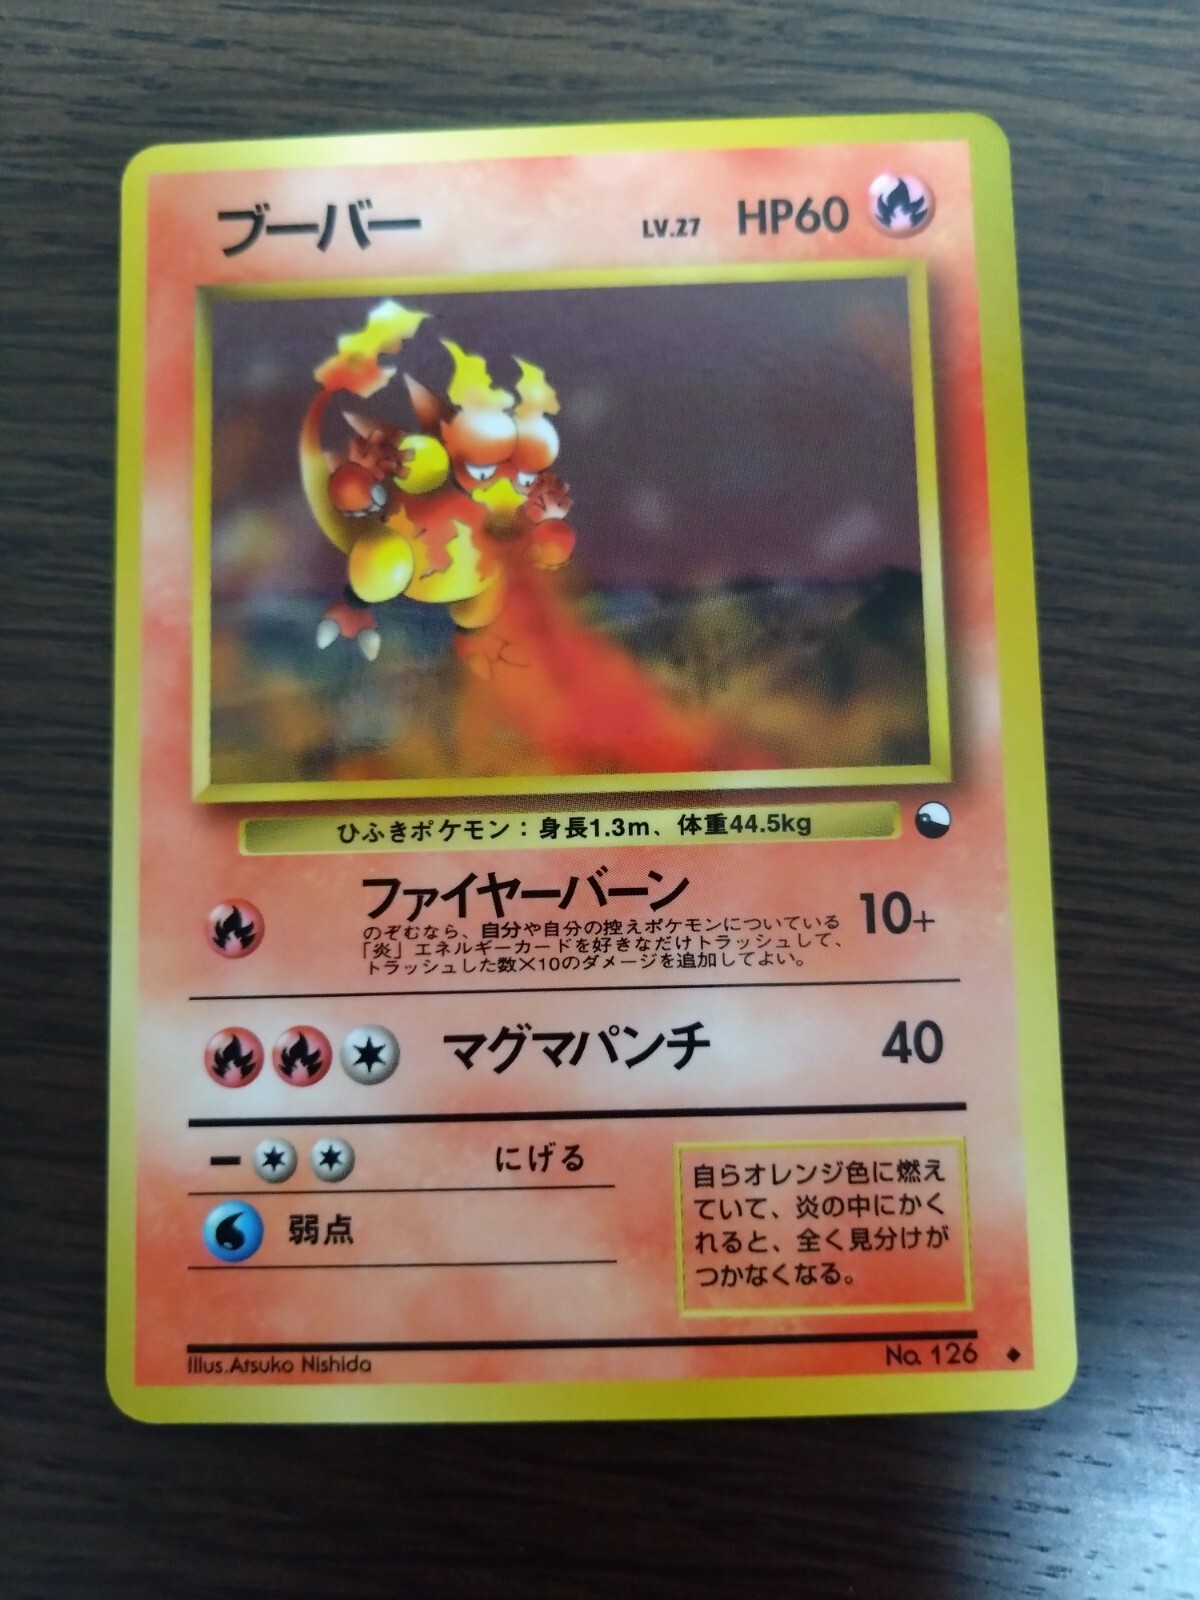 ブーバー LV.27 HP60
ひふきポケモン：身長1.3m、体重44.5kg
ファイヤーバーン 10+
のぞむなら、自分や自分の控えポケモンについている
「炎」エネルギーカードを好きなだけトラッシュして、
トラッシュした数×10のダメージを追加してよい。
マグマパンチ 40
にげる
弱点
自らオレンジ色に燃え
ていて、炎の中にかく
れると、全く見分けが
つかなくなる。
Illus.Atsuko Nishida No. 126